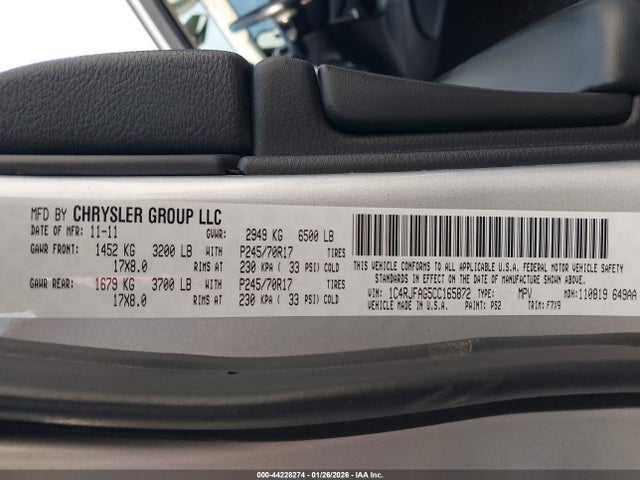 MFD BY CHRYSLER GROUP LLC
DATE OF MFR: 11-11 GVWR: 2949 KG 6500 LB
GAWR FRONT: 1452 KG 3200 LB WITH P245/70R17 TIRES
17X8.0 RIMS AT 230 KPA ( 33 PSI) COLD
GAWR REAR: 1679 KG 3700 LB WITH P245/70R17 TIRES
17X8.0 RIMS AT 230 KPA ( 33 PSI) COLD
THIS VEHICLE CONFORMS TO ALL APPLICABLE U.S.A. FEDERAL MOTOR VEHICLE SAFETY
STANDARDS IN EFFECT ON THE DATE OF MANUFACTURE SHOWN ABOVE.
VIN: 1C4RJFAG5CC165872 TYPE: MPV MDH: 110819 649AA
VEHICLE MADE IN U.S.A. PAINT: PS2 TRIM: F7X9
000-44228274 | 01/26/2026 - IAA Inc.